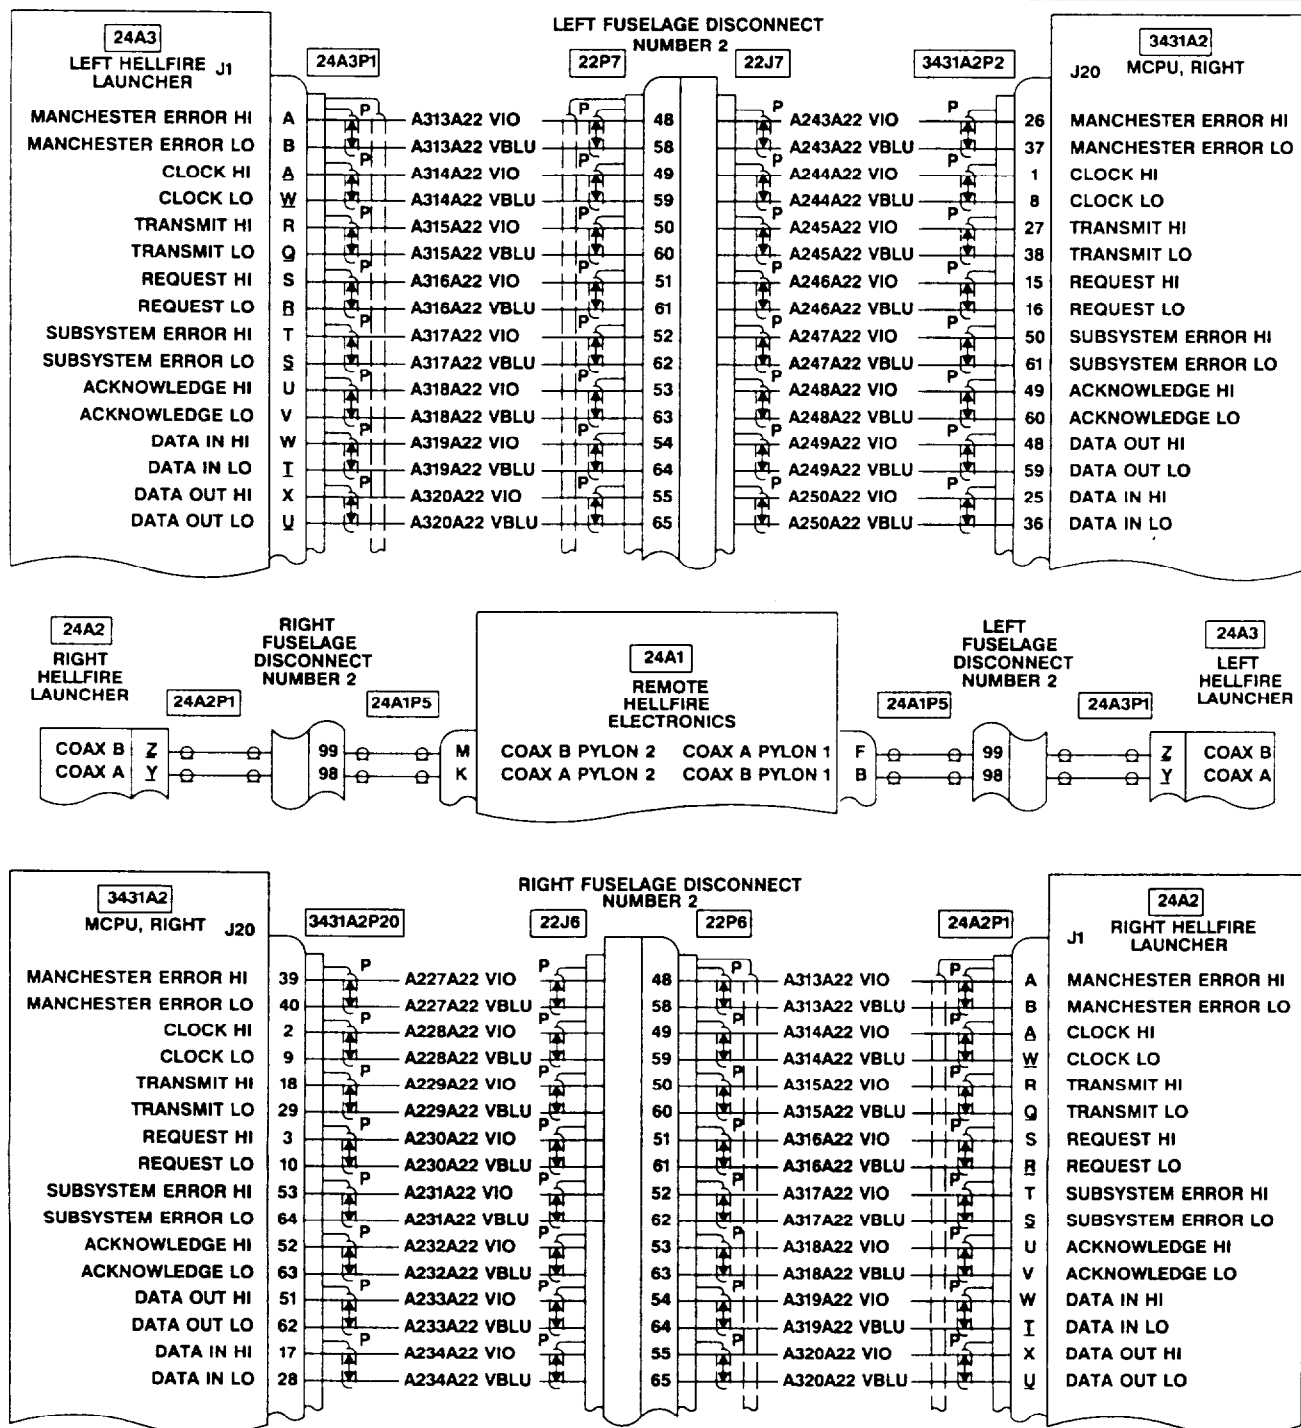 LEFT FUSELAGE DISCONNECT
NUMBER 2
24A3
LEFT HELLFIRE J1
LAUNCHER
24A3P1
22P7
22J7
3431A2P2
3431A2
J20 MCPU, RIGHT
P P P P
MANCHESTER ERROR HI A A313A22 VIO 48 A243A22 VIO 26 MANCHESTER ERROR HI
MANCHESTER ERROR LO B A313A22 VBLU 58 A243A22 VBLU 37 MANCHESTER ERROR LO
P P P P
CLOCK HI A A314A22 VIO 49 A244A22 VIO 1 CLOCK HI
CLOCK LO W A314A22 VBLU 59 A244A22 VBLU 8 CLOCK LO
P P P P
TRANSMIT HI R A315A22 VIO 50 A245A22 VIO 27 TRANSMIT HI
TRANSMIT LO Q A315A22 VBLU 60 A245A22 VBLU 38 TRANSMIT LO
P P P P
REQUEST HI S A316A22 VIO 51 A246A22 VIO 15 REQUEST HI
REQUEST LO R A316A22 VBLU 61 A246A22 VBLU 16 REQUEST LO
P P P P
SUBSYSTEM ERROR HI T A317A22 VIO 52 A247A22 VIO 50 SUBSYSTEM ERROR HI
SUBSYSTEM ERROR LO S A317A22 VBLU 62 A247A22 VBLU 61 SUBSYSTEM ERROR LO
P P P P
ACKNOWLEDGE HI U A318A22 VIO 53 A248A22 VIO 49 ACKNOWLEDGE HI
ACKNOWLEDGE LO V A318A22 VBLU 63 A248A22 VBLU 60 ACKNOWLEDGE LO
P P P P
DATA IN HI W A319A22 VIO 54 A249A22 VIO 48 DATA OUT HI
DATA IN LO T A319A22 VBLU 64 A249A22 VBLU 59 DATA OUT LO
P P P P
DATA OUT HI X A320A22 VIO 55 A250A22 VIO 25 DATA IN HI
DATA OUT LO U A320A22 VBLU 65 A250A22 VBLU 36 DATA IN LO
24A2
RIGHT
HELLFIRE
LAUNCHER
24A2P1
RIGHT
FUSELAGE
DISCONNECT
NUMBER 2
24A1P5
24A1
REMOTE
HELLFIRE
ELECTRONICS
24A1P5
LEFT
FUSELAGE
DISCONNECT
NUMBER 2
24A3P1
24A3
LEFT
HELLFIRE
LAUNCHER
COAX B Z 99 M COAX B PYLON 2 COAX A PYLON 1 F 99 Z COAX B
COAX A Y 98 K COAX A PYLON 2 COAX B PYLON 1 B 98 Y COAX A
RIGHT FUSELAGE DISCONNECT
NUMBER 2
3431A2
MCPU, RIGHT J20
3431A2P20
22J6
22P6
24A2P1
24A2
J1 RIGHT HELLFIRE
LAUNCHER
P P P P
MANCHESTER ERROR HI 39 A227A22 VIO 48 A313A22 VIO A MANCHESTER ERROR HI
MANCHESTER ERROR LO 40 A227A22 VBLU 58 A313A22 VBLU B MANCHESTER ERROR LO
P P P P
CLOCK HI 2 A228A22 VIO 49 A314A22 VIO A CLOCK HI
CLOCK LO 9 A228A22 VBLU 59 A314A22 VBLU W CLOCK LO
P P P P
TRANSMIT HI 18 A229A22 VIO 50 A315A22 VIO R TRANSMIT HI
TRANSMIT LO 29 A229A22 VBLU 60 A315A22 VBLU Q TRANSMIT LO
P P P P
REQUEST HI 3 A230A22 VIO 51 A316A22 VIO S REQUEST HI
REQUEST LO 10 A230A22 VBLU 61 A316A22 VBLU R REQUEST LO
P P P P
SUBSYSTEM ERROR HI 53 A231A22 VIO 52 A317A22 VIO T SUBSYSTEM ERROR HI
SUBSYSTEM ERROR LO 64 A231A22 VBLU 62 A317A22 VBLU S SUBSYSTEM ERROR LO
P P P P
ACKNOWLEDGE HI 52 A232A22 VIO 53 A318A22 VIO U ACKNOWLEDGE HI
ACKNOWLEDGE LO 63 A232A22 VBLU 63 A318A22 VBLU V ACKNOWLEDGE LO
P P P P
DATA OUT HI 51 A233A22 VIO 54 A319A22 VIO W DATA IN HI
DATA OUT LO 62 A233A22 VBLU 64 A319A22 VBLU T DATA IN LO
P P P P
DATA IN HI 17 A234A22 VIO 55 A320A22 VIO X DATA OUT HI
DATA IN LO 28 A234A22 VBLU 65 A320A22 VBLU U DATA OUT LO